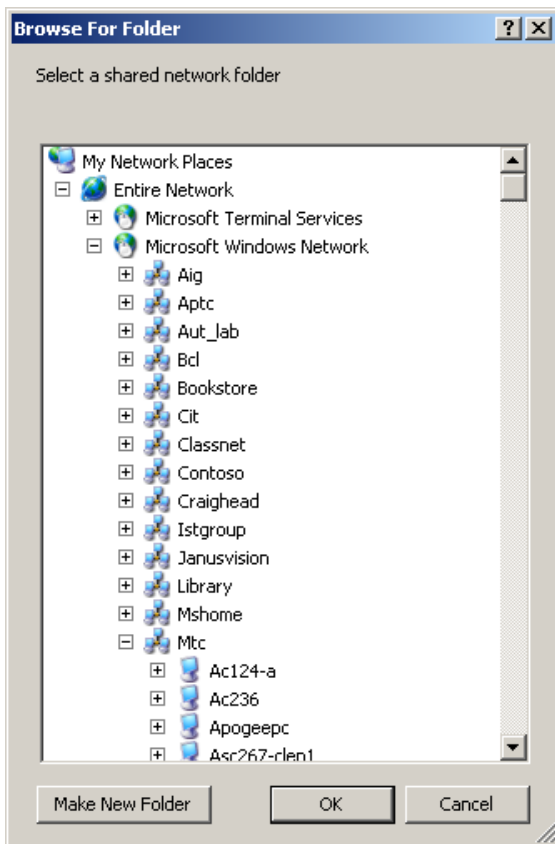 Browse For Folder
Select a shared network folder
My Network Places
Entire Network
Microsoft Terminal Services
Microsoft Windows Network
Aig
Aptc
Aut_lab
Bcl
Bookstore
Cit
Classnet
Contoso
Craighead
Istgroup
Janusvision
Library
Mshome
Mtc
Ac124-a
Ac236
Apogeepc
Asc267-clen1
Make New Folder OK Cancel